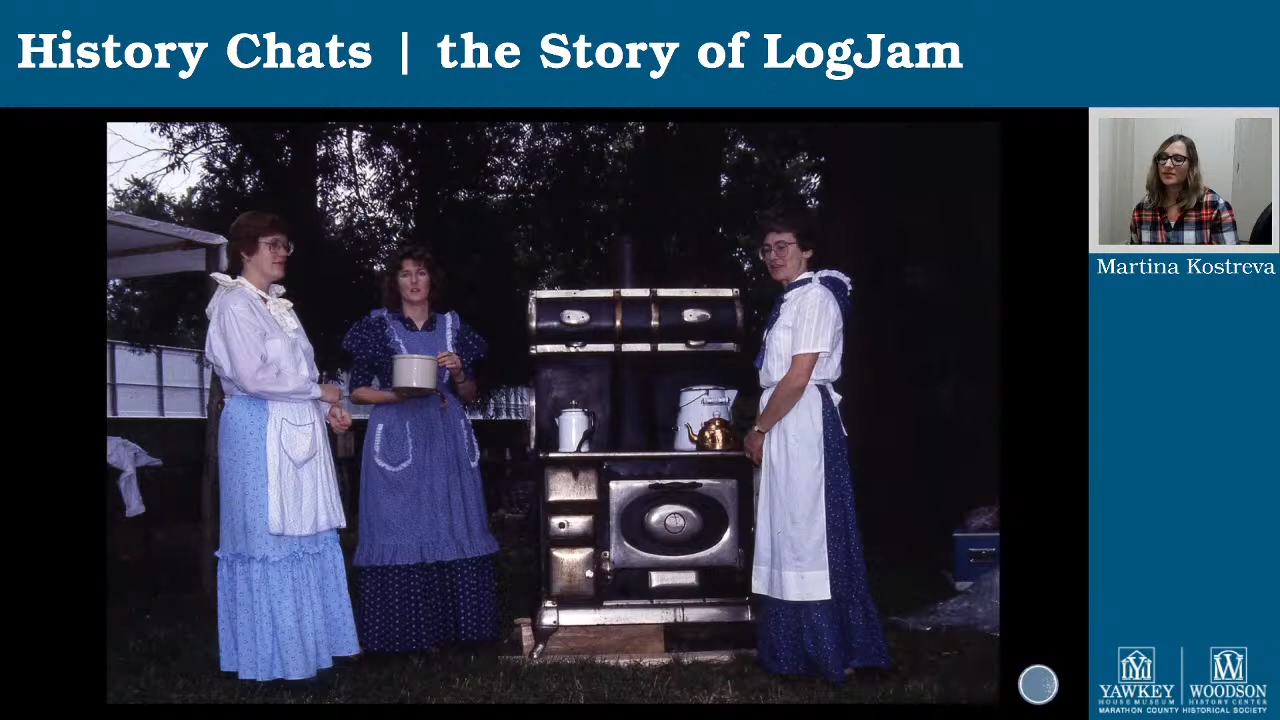 History Chats | the Story of LogJam
Martina Kostreva
YAWKEY
HOUSE MUSEUM
WOODSON
HISTORY CENTER
MARATHON COUNTY HISTORICAL SOCIETY